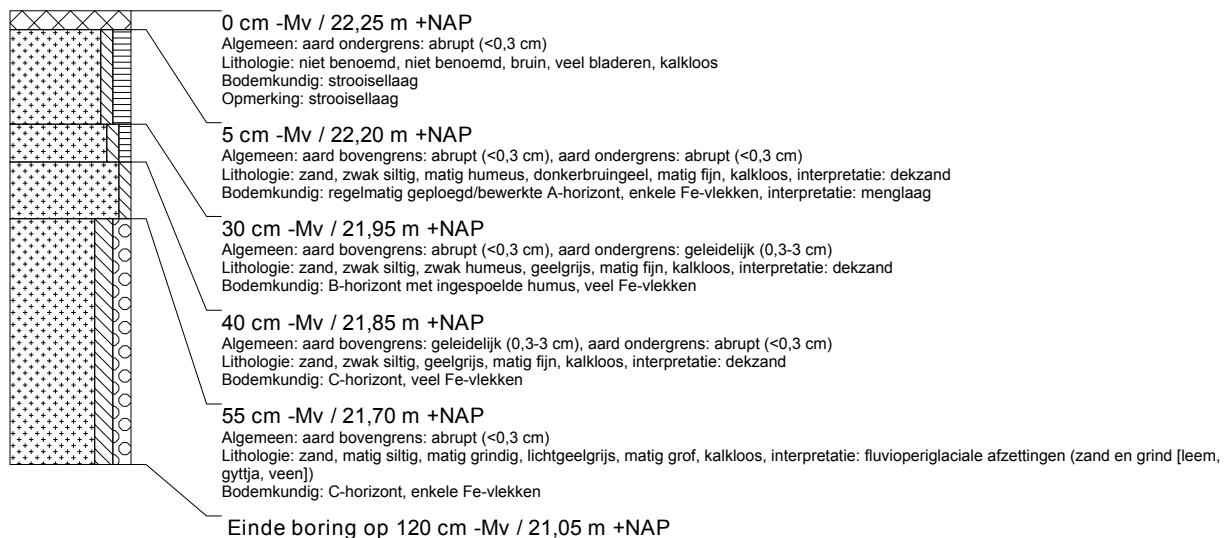 0 cm -Mv / 22,25 m +NAP
Algemeen: aard ondergrens: abrupt (<0,3 cm)
Lithologie: niet benoemd, niet benoemd, bruin, veel bladeren, kalkloos
Bodemkundig: strooisellaag
Opmerking: strooisellaag
5 cm -Mv / 22,20 m +NAP
Algemeen: aard bovengrens: abrupt (<0,3 cm), aard ondergrens: abrupt (<0,3 cm)
Lithologie: zand, zwak siltig, matig humeus, donkerbruingeel, matig fijn, kalkloos, interpretatie: dekzand
Bodemkundig: regelmatig geploegd/bewerkte A-horizont, enkele Fe-vlekken, interpretatie: menglaag
30 cm -Mv / 21,95 m +NAP
Algemeen: aard bovengrens: abrupt (<0,3 cm), aard ondergrens: geleidelijk (0,3-3 cm)
Lithologie: zand, zwak siltig, zwak humeus, geelgrijs, matig fijn, kalkloos, interpretatie: dekzand
Bodemkundig: B-horizont met ingespoelde humus, veel Fe-vlekken
40 cm -Mv / 21,85 m +NAP
Algemeen: aard bovengrens: geleidelijk (0,3-3 cm), aard ondergrens: abrupt (<0,3 cm)
Lithologie: zand, zwak siltig, geelgrijs, matig fijn, kalkloos, interpretatie: dekzand
Bodemkundig: C-horizont, veel Fe-vlekken
55 cm -Mv / 21,70 m +NAP
Algemeen: aard bovengrens: abrupt (<0,3 cm)
Lithologie: zand, matig siltig, matig grindig, lichtgeelgrijs, matig grof, kalkloos, interpretatie: fluvioperiglaciale afzettingen (zand en grind [leem,
gyttja, veen])
Bodemkundig: C-horizont, enkele Fe-vlekken
Einde boring op 120 cm -Mv / 21,05 m +NAP